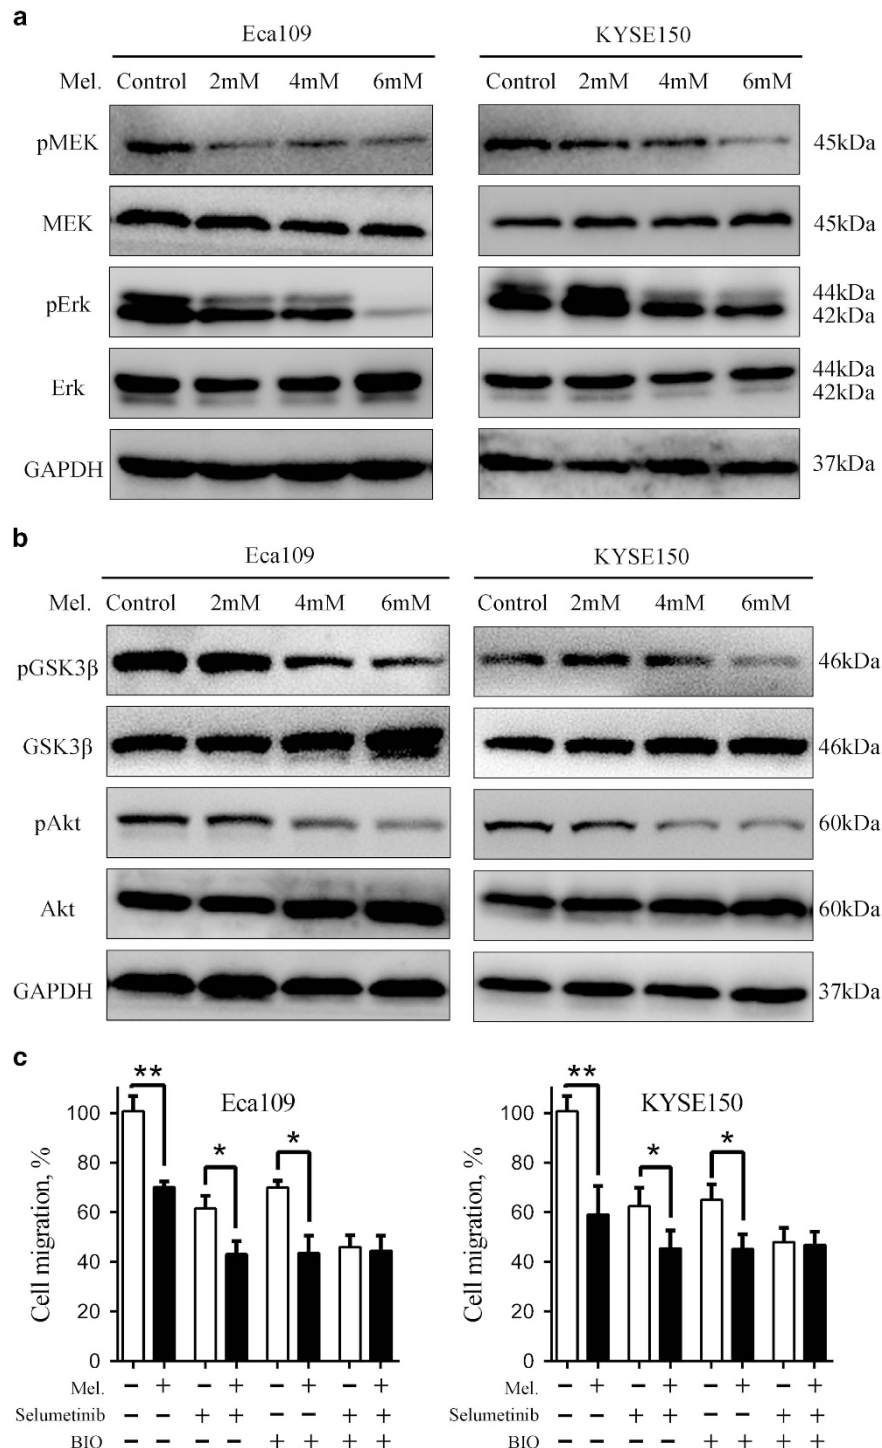 a
Eca109 KYSE150
Mel. Control 2mM 4mM 6mM Control 2mM 4mM 6mM
pMEK 45kDa
MEK 45kDa
pErk 44kDa
42kDa
Erk 44kDa
42kDa
GAPDH 37kDa
b
Eca109 KYSE150
Mel. Control 2mM 4mM 6mM Control 2mM 4mM 6mM
pGSK3β 46kDa
GSK3β 46kDa
pAkt 60kDa
Akt 60kDa
GAPDH 37kDa
c
** **
Eca109 KYSE150
* * * *
100 100
80 80
60 60
40 40
20 20
0 0
Cell migration, % Cell migration, %
Mel. − + − + − + − + Mel. − + − + − + − +
Selumetinib − − + + − − + + Selumetinib − − + + − − + +
BIO − − − − + + + + BIO − − − − + + + +